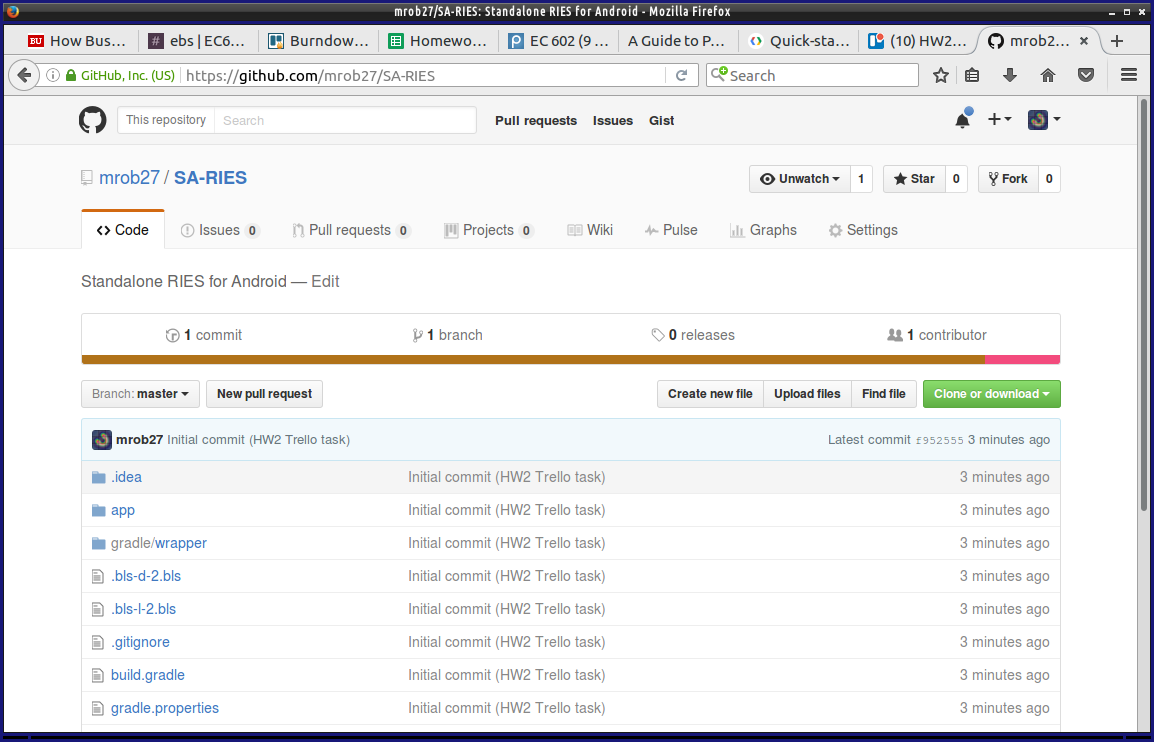 mrob27/SA-RIES: Standalone RIES for Android - Mozilla Firefox
BU How Bus... # ebs | EC6... Burndow... Homewo... EC 602 (9 ... A Guide to P... Quick-sta... (10) HW2... mrob2... ×
GitHub, Inc. (US) https://github.com/mrob27/SA-RIES Search
This repository Search Pull requests Issues Gist
mrob27 / SA-RIES Unwatch 1 Star 0 Fork 0
Code Issues 0 Pull requests 0 Projects 0 Wiki Pulse Graphs Settings
Standalone RIES for Android — Edit
1 commit 1 branch 0 releases 1 contributor
Branch: master New pull request Create new file Upload files Find file Clone or download
mrob27 Initial commit (HW2 Trello task) Latest commit f952555 3 minutes ago
.idea Initial commit (HW2 Trello task) 3 minutes ago
app Initial commit (HW2 Trello task) 3 minutes ago
gradle/wrapper Initial commit (HW2 Trello task) 3 minutes ago
.bls-d-2.bls Initial commit (HW2 Trello task) 3 minutes ago
.bls-l-2.bls Initial commit (HW2 Trello task) 3 minutes ago
.gitignore Initial commit (HW2 Trello task) 3 minutes ago
build.gradle Initial commit (HW2 Trello task) 3 minutes ago
gradle.properties Initial commit (HW2 Trello task) 3 minutes ago